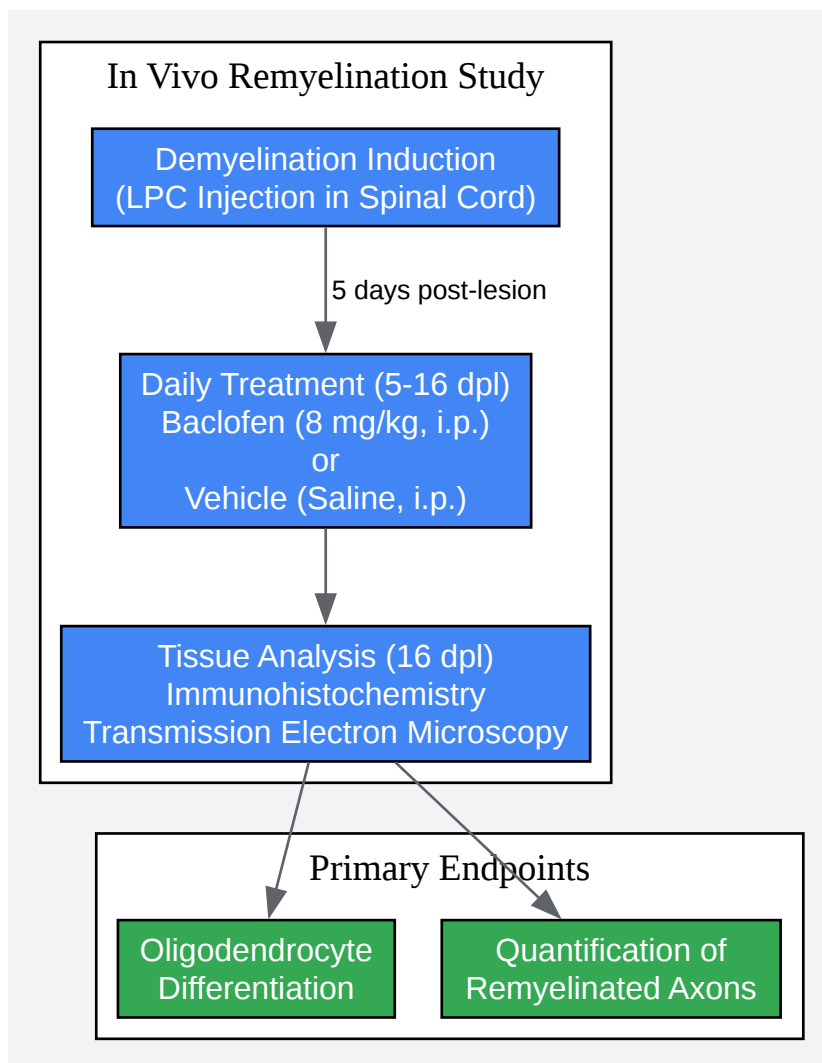 In Vivo Remyelination Study
Demyelination Induction
(LPC Injection in Spinal Cord)
5 days post-lesion
Daily Treatment (5-16 dpl)
Baclofen (8 mg/kg, i.p.)
or
Vehicle (Saline, i.p.)
Tissue Analysis (16 dpl)
Immunohistochemistry
Transmission Electron Microscopy
Primary Endpoints
Oligodendrocyte
Differentiation
Quantification of
Remyelinated Axons